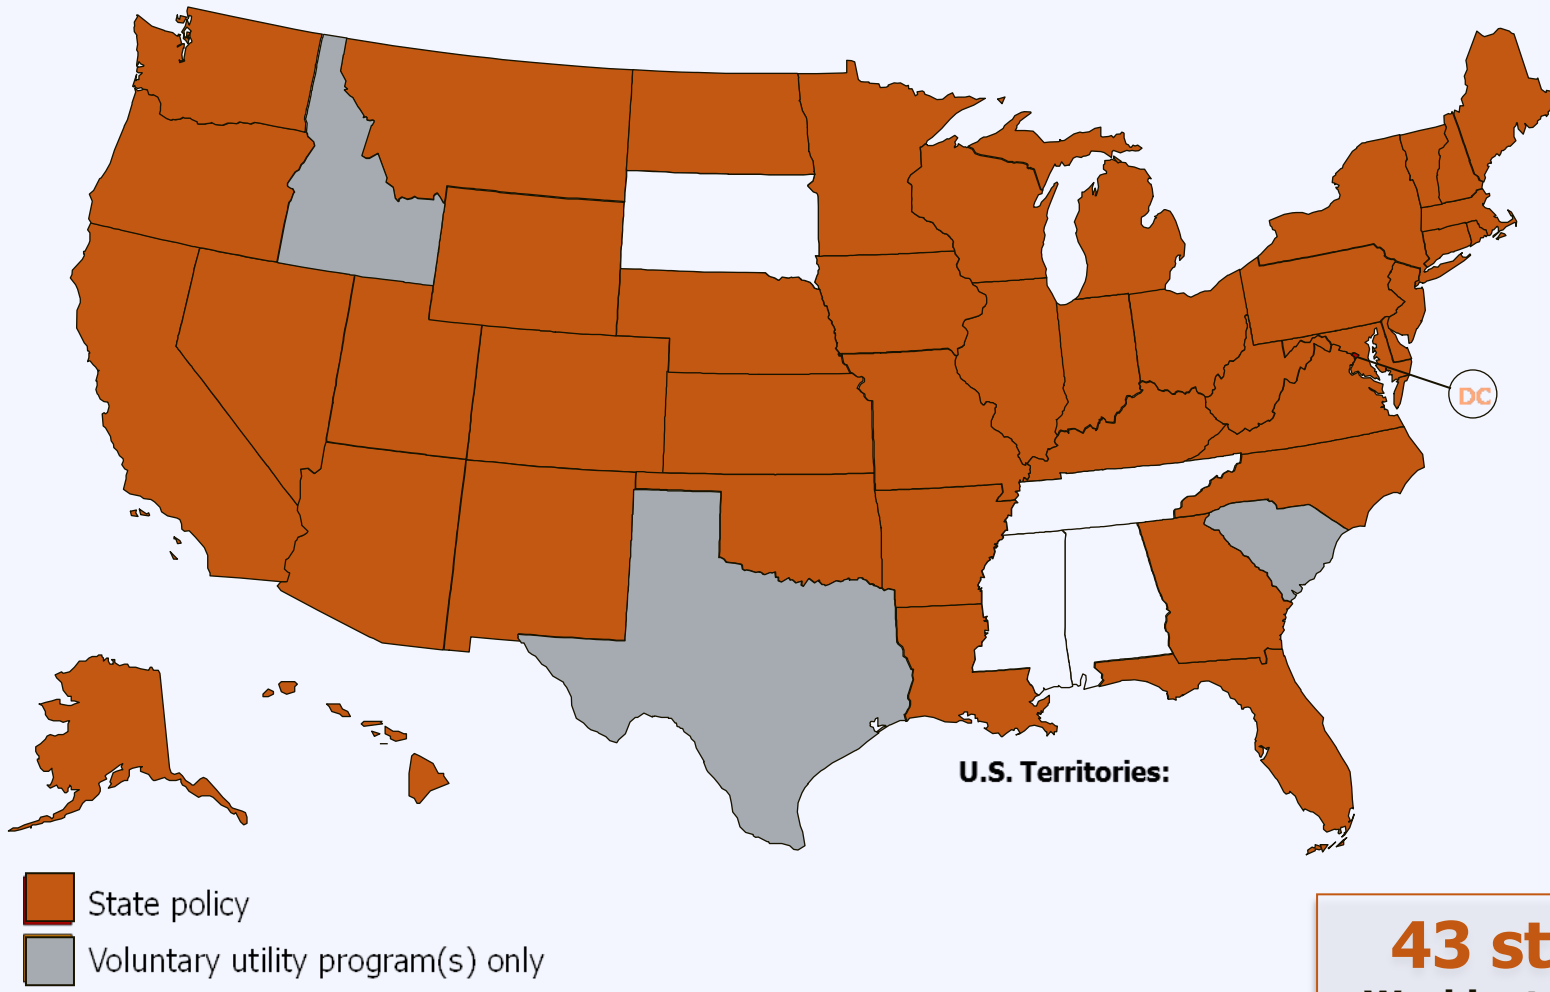 DC
U.S. Territories:
State policy
Voluntary utility program(s) only
43 st